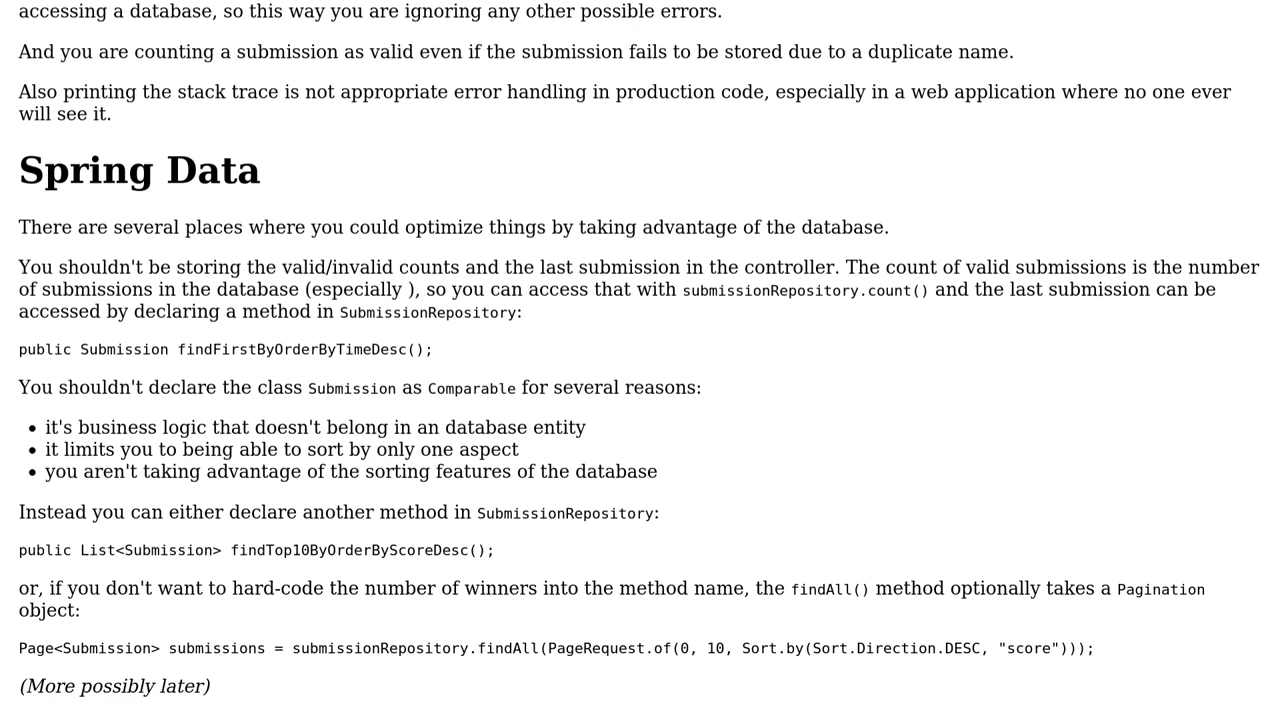 accessing a database, so this way you are ignoring any other possible errors.
And you are counting a submission as valid even if the submission fails to be stored due to a duplicate name.
Also printing the stack trace is not appropriate error handling in production code, especially in a web application where no one ever
will see it.
Spring Data
There are several places where you could optimize things by taking advantage of the database.
You shouldn't be storing the valid/invalid counts and the last submission in the controller. The count of valid submissions is the number
of submissions in the database (especially ), so you can access that with submissionRepository.count() and the last submission can be
accessed by declaring a method in SubmissionRepository:
public Submission findFirstByOrderByTimeDesc();
You shouldn't declare the class Submission as Comparable for several reasons:
• it's business logic that doesn't belong in an database entity
• it limits you to being able to sort by only one aspect
• you aren't taking advantage of the sorting features of the database
Instead you can either declare another method in SubmissionRepository:
public List<Submission> findTop10ByOrderByScoreDesc();
or, if you don't want to hard-code the number of winners into the method name, the findAll() method optionally takes a Pagination
object:
Page<Submission> submissions = submissionRepository.findAll(PageRequest.of(0, 10, Sort.by(Sort.Direction.DESC, "score")));
(More possibly later)